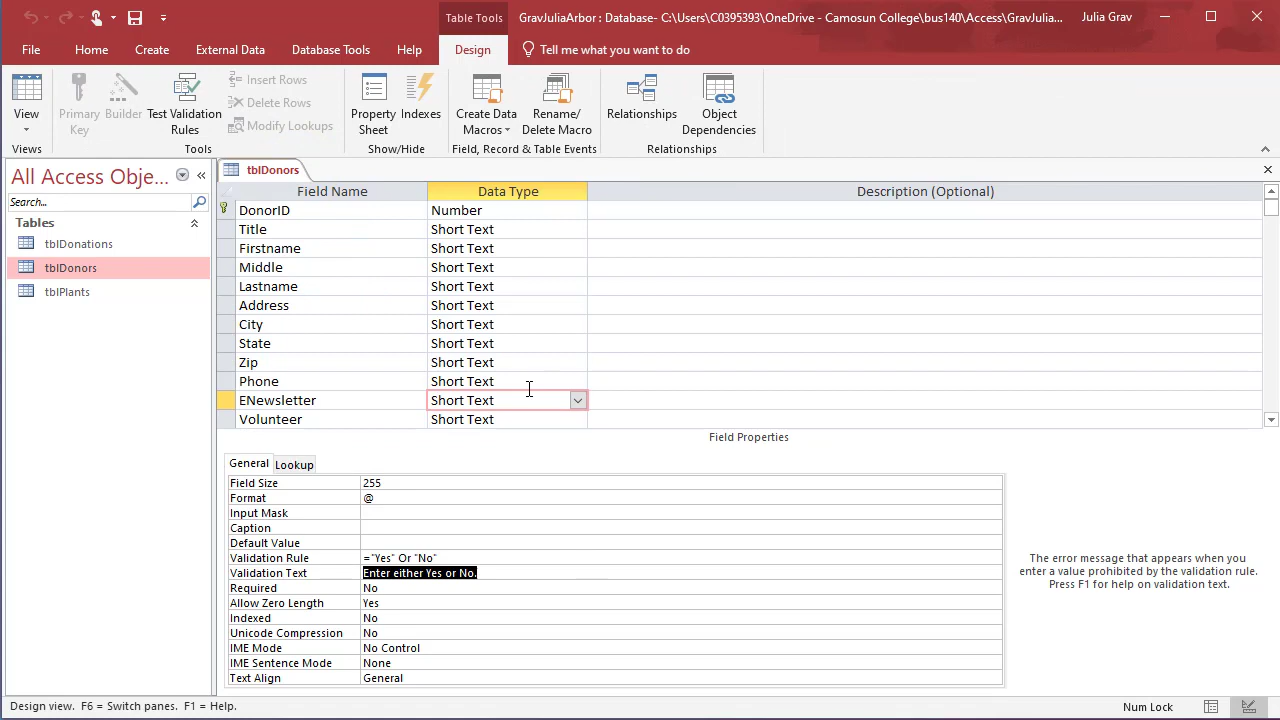 Table Tools
GravJuliaArbor : Database- C:\Users\C0395393\OneDrive - Camosun College\bus140\Access\GravJulia...
Julia Grav
File Home Create External Data Database Tools Help Design Tell me what you want to do
View
Primary Key
Builder
Test Validation Rules
Insert Rows
Delete Rows
Modify Lookups
Property Sheet
Indexes
Create Data Macros
Rename/ Delete Macro
Relationships
Object Dependencies
Views Tools Show/Hide Field, Record & Table Events Relationships
All Access Obje...
Search...
Tables
tblDonations
tblDonors
tblPlants
tblDonors
Field Name Data Type Description (Optional)
DonorID Number
Title Short Text
Firstname Short Text
Middle Short Text
Lastname Short Text
Address Short Text
City Short Text
State Short Text
Zip Short Text
Phone Short Text
ENewsletter Short Text
Volunteer Short Text
Field Properties
General Lookup
Field Size 255
Format @
Input Mask
Caption
Default Value
Validation Rule ="Yes" Or "No"
Validation Text Enter either Yes or No.
Required No
Allow Zero Length Yes
Indexed No
Unicode Compression No
IME Mode No Control
IME Sentence Mode None
Text Align General
The error message that appears when you
enter a value prohibited by the validation rule.
Press F1 for help on validation text.
Design view. F6 = Switch panes. F1 = Help.
Num Lock